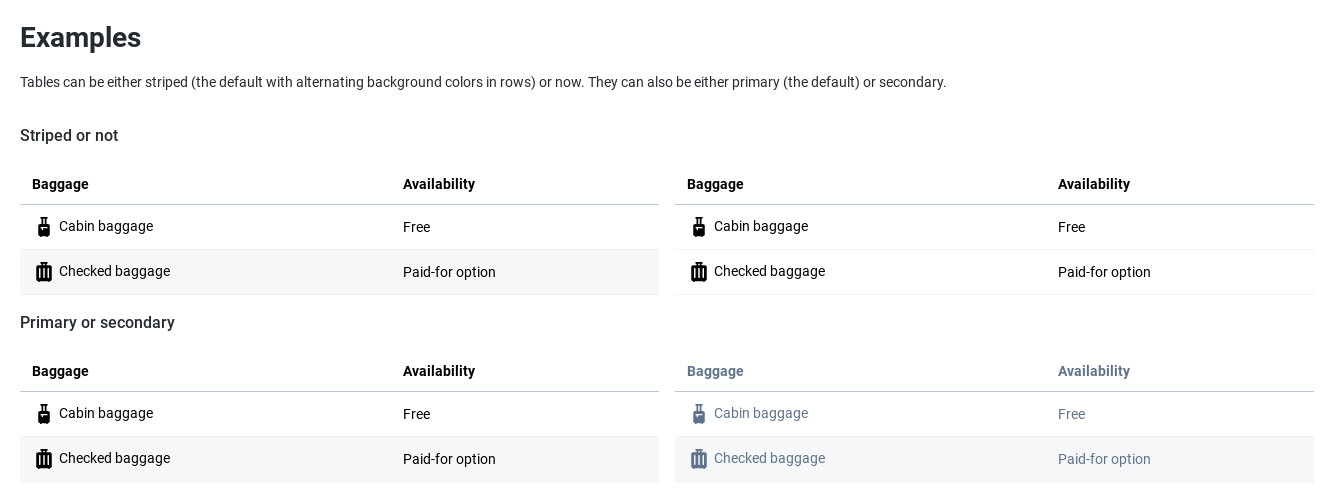 Examples
Tables can be either striped (the default with alternating background colors in rows) or now. They can also be either primary (the default) or secondary.
Striped or not
Baggage Availability Baggage Availability
Cabin baggage Free Cabin baggage Free
Checked baggage Paid-for option Checked baggage Paid-for option
Primary or secondary
Baggage Availability Baggage Availability
Cabin baggage Free Cabin baggage Free
Checked baggage Paid-for option Checked baggage Paid-for option